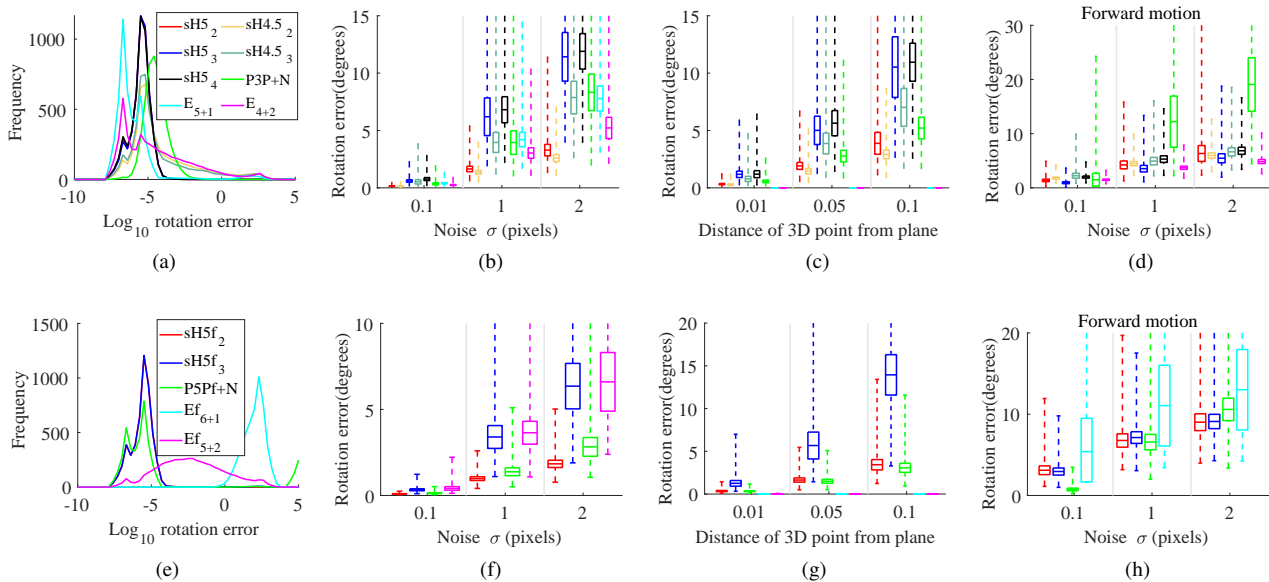 1000
500
0
-10
-5
0
5
Frequency
Log10 rotation error
sH5_2
sH4.5_2
sH5_3
sH4.5_3
sH5_4
P3P+N
E_5+1
E_4+2
(a)
15
10
5
0
Rotation error(degrees)
0.1
1
2
Noise σ (pixels)
(b)
15
10
5
0
Rotation error(degrees)
0.01
0.05
0.1
Distance of 3D point from plane
(c)
Forward motion
30
20
10
0
Rotation error(degrees)
0.1
1
2
Noise σ (pixels)
(d)
1500
1000
500
0
-10
-5
0
5
Frequency
Log10 rotation error
sH5f_2
sH5f_3
P5Pf+N
Ef_6+1
Ef_5+2
(e)
10
5
0
Rotation error(degrees)
0.1
1
2
Noise σ (pixels)
(f)
20
15
10
5
0
Rotation error(degrees)
0.01
0.05
0.1
Distance of 3D point from plane
(g)
Forward motion
20
10
0
Rotation error(degrees)
0.1
1
2
Noise σ (pixels)
(h)